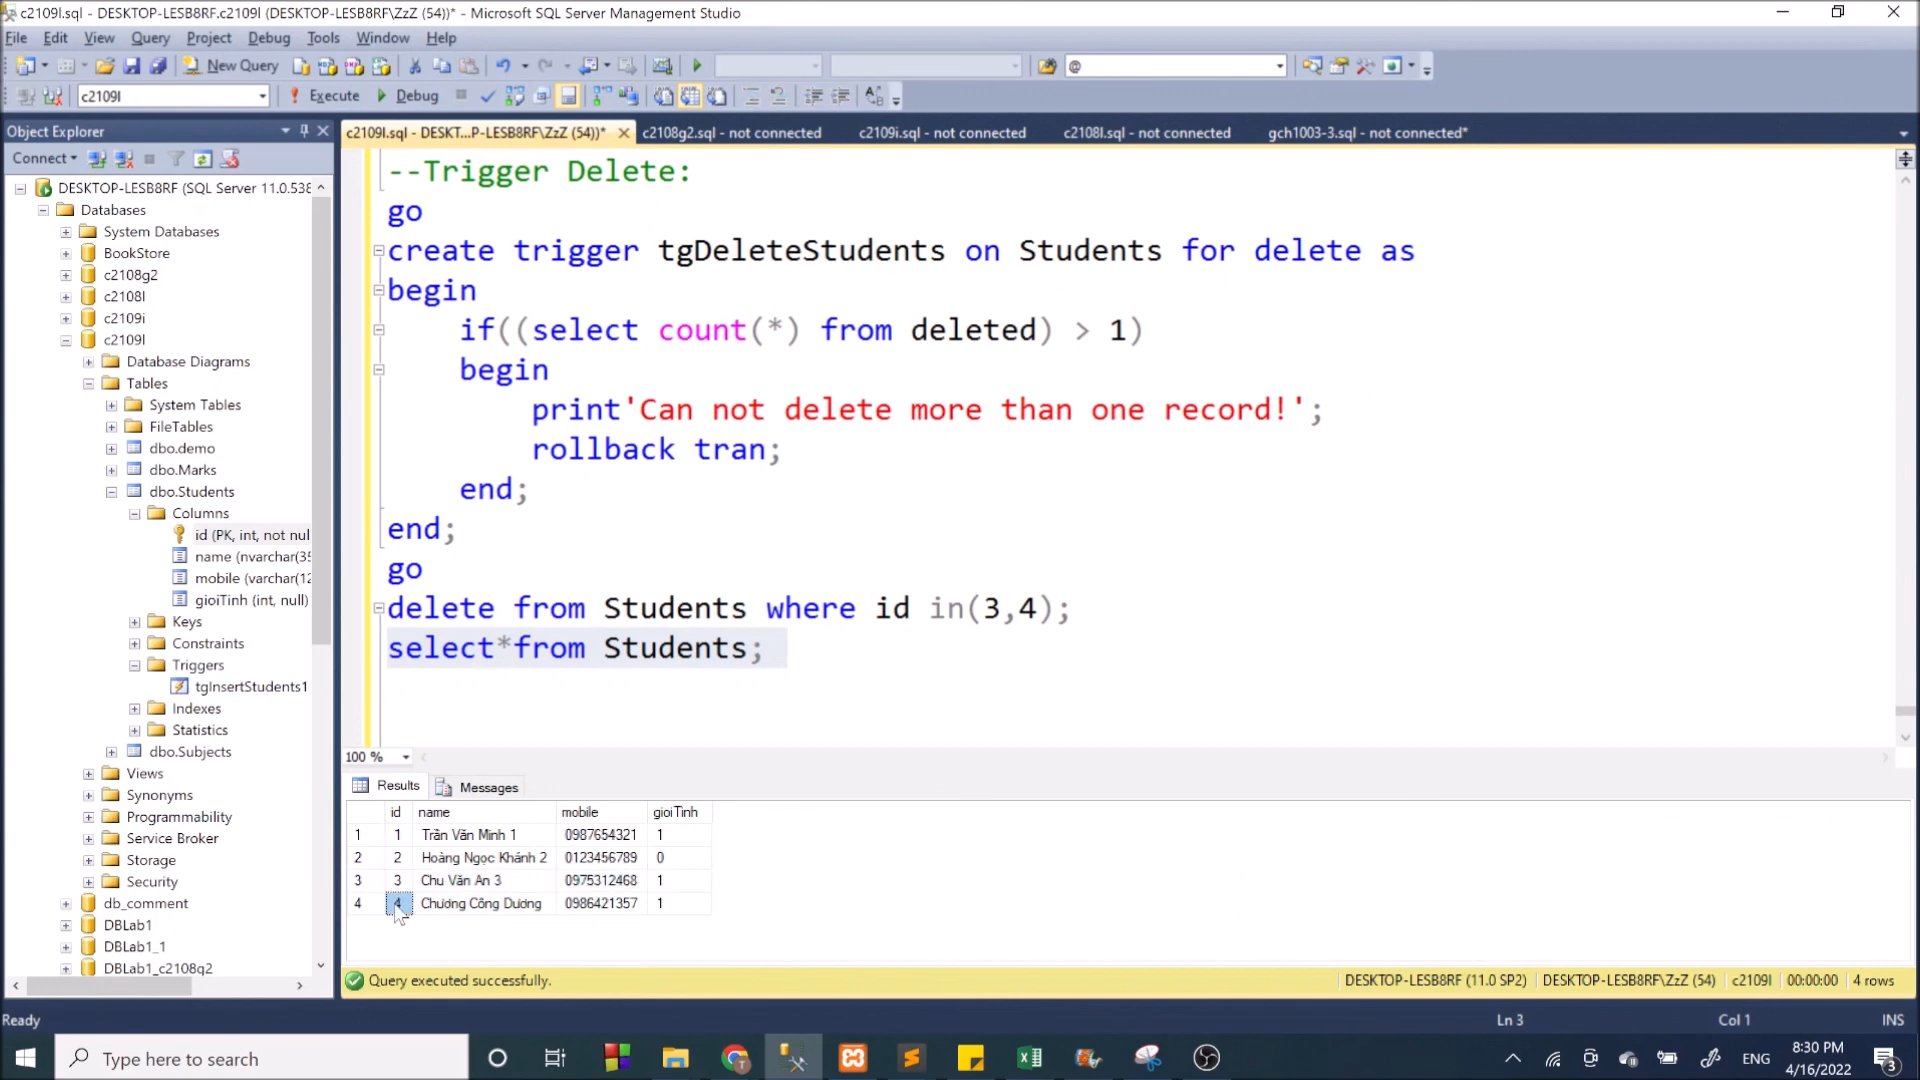 c2109l.sql - DESKTOP-LESB8RF.c2109l (DESKTOP-LESB8RF\ZzZ (54))* - Microsoft SQL Server Management Studio
File Edit View Query Project Debug Tools Window Help
New Query @
c2109l Execute Debug
Object Explorer
c2109l.sql - DESKT...P-LESB8RF\ZzZ (54))* c2108g2.sql - not connected c2109i.sql - not connected c2108l.sql - not connected gch1003-3.sql - not connected*
Connect
DESKTOP-LESB8RF (SQL Server 11.0.538
Databases
System Databases
BookStore
c2108g2
c2108l
c2109i
c2109l
Database Diagrams
Tables
System Tables
FileTables
dbo.demo
dbo.Marks
dbo.Students
Columns
id (PK, int, not nul
name (nvarchar(35
mobile (varchar(12
gioiTinh (int, null)
Keys
Constraints
Triggers
tgInsertStudents1
Indexes
Statistics
dbo.Subjects
Views
Synonyms
Programmability
Service Broker
Storage
Security
db_comment
DBLab1
DBLab1_1
DBLab1_c2108g2
--Trigger Delete:
go
create trigger tgDeleteStudents on Students for delete as
begin
if((select count(*) from deleted) > 1)
begin
print'Can not delete more than one record!';
rollback tran;
end;
end;
go
delete from Students where id in(3,4);
select*from Students;
100 %
Results Messages
id name mobile gioiTinh
1 1 Trần Văn Minh 1 0987654321 1
2 2 Hoàng Ngọc Khánh 2 0123456789 0
3 3 Chu Văn An 3 0975312468 1
4 4 Chương Công Dương 0986421357 1
Query executed successfully. DESKTOP-LESB8RF (11.0 SP2) DESKTOP-LESB8RF\ZzZ (54) c2109l 00:00:00 4 rows
Ready Ln 3 Col 1 INS
Type here to search ENG 8:30 PM
4/16/2022 3